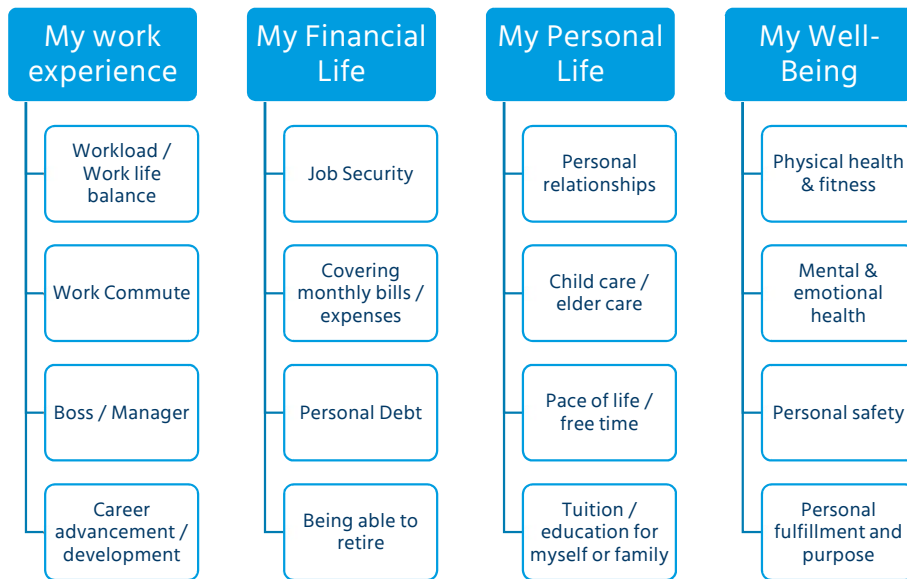 My work
experience
Workload /
Work life
balance
Work Commute
Boss / Manager
Career
advancement /
development
My Financial
Life
Job Security
Covering
monthly bills /
expenses
Personal Debt
Being able to
retire
My Personal
Life
Personal
relationships
Child care /
elder care
Pace of life /
free time
Tuition /
education for
myself or family
My Well-
Being
Physical health
& fitness
Mental &
emotional
health
Personal safety
Personal
fulfillment and
purpose